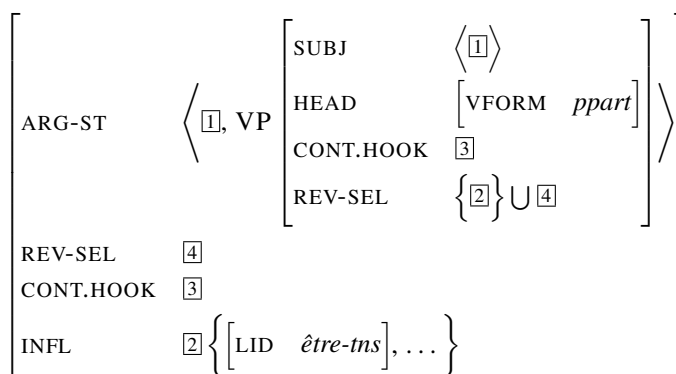 SUBJ ⟨[1]⟩
HEAD [VFORM ppart]
ARG-ST ⟨[1], VP
CONT.HOOK [3]
REV-SEL {[2]} ∪ [4]
REV-SEL [4]
CONT.HOOK [3]
INFL [2]{[LID être-tns], ...}